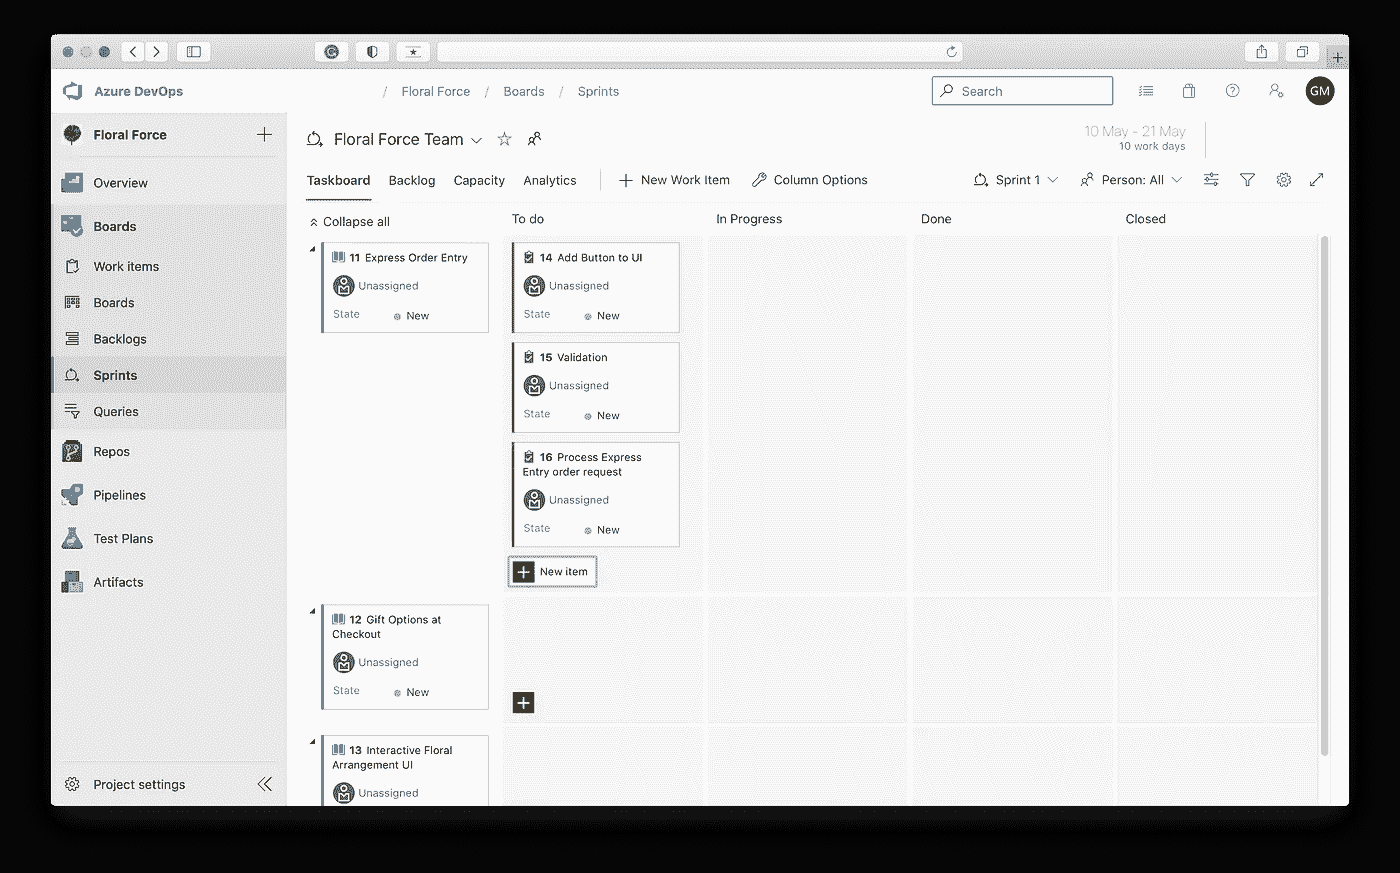 Search
GM
Azure DevOps
/ Floral Force / Boards / Sprints
Floral Force
Overview
Boards
Work items
Boards
Backlogs
Sprints
Queries
Repos
Pipelines
Test Plans
Artifacts
Project settings
Floral Force Team
10 May - 21 May
10 work days
Taskboard
Backlog
Capacity
Analytics
New Work Item
Column Options
Sprint 1
Person: All
Collapse all
To do
In Progress
Done
Closed
11 Express Order Entry
Unassigned
State New
14 Add Button to UI
Unassigned
State New
15 Validation
Unassigned
State New
16 Process Express
Entry order request
Unassigned
State New
New item
12 Gift Options at
Checkout
Unassigned
State New
13 Interactive Floral
Arrangement UI
Unassigned